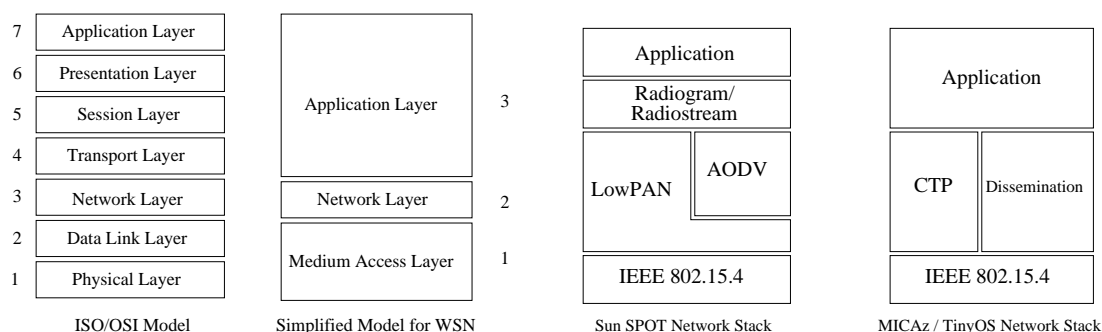 7 Application Layer
6 Presentation Layer
5 Session Layer
4 Transport Layer
3 Network Layer
2 Data Link Layer
1 Physical Layer
ISO/OSI Model
Application Layer 3
Network Layer 2
Medium Access Layer 1
Simplified Model for WSN
Application
Radiogram/
Radiostream
LowPAN
AODV
IEEE 802.15.4
Sun SPOT Network Stack
Application
CTP
Dissemination
IEEE 802.15.4
MICAz / TinyOS Network Stack